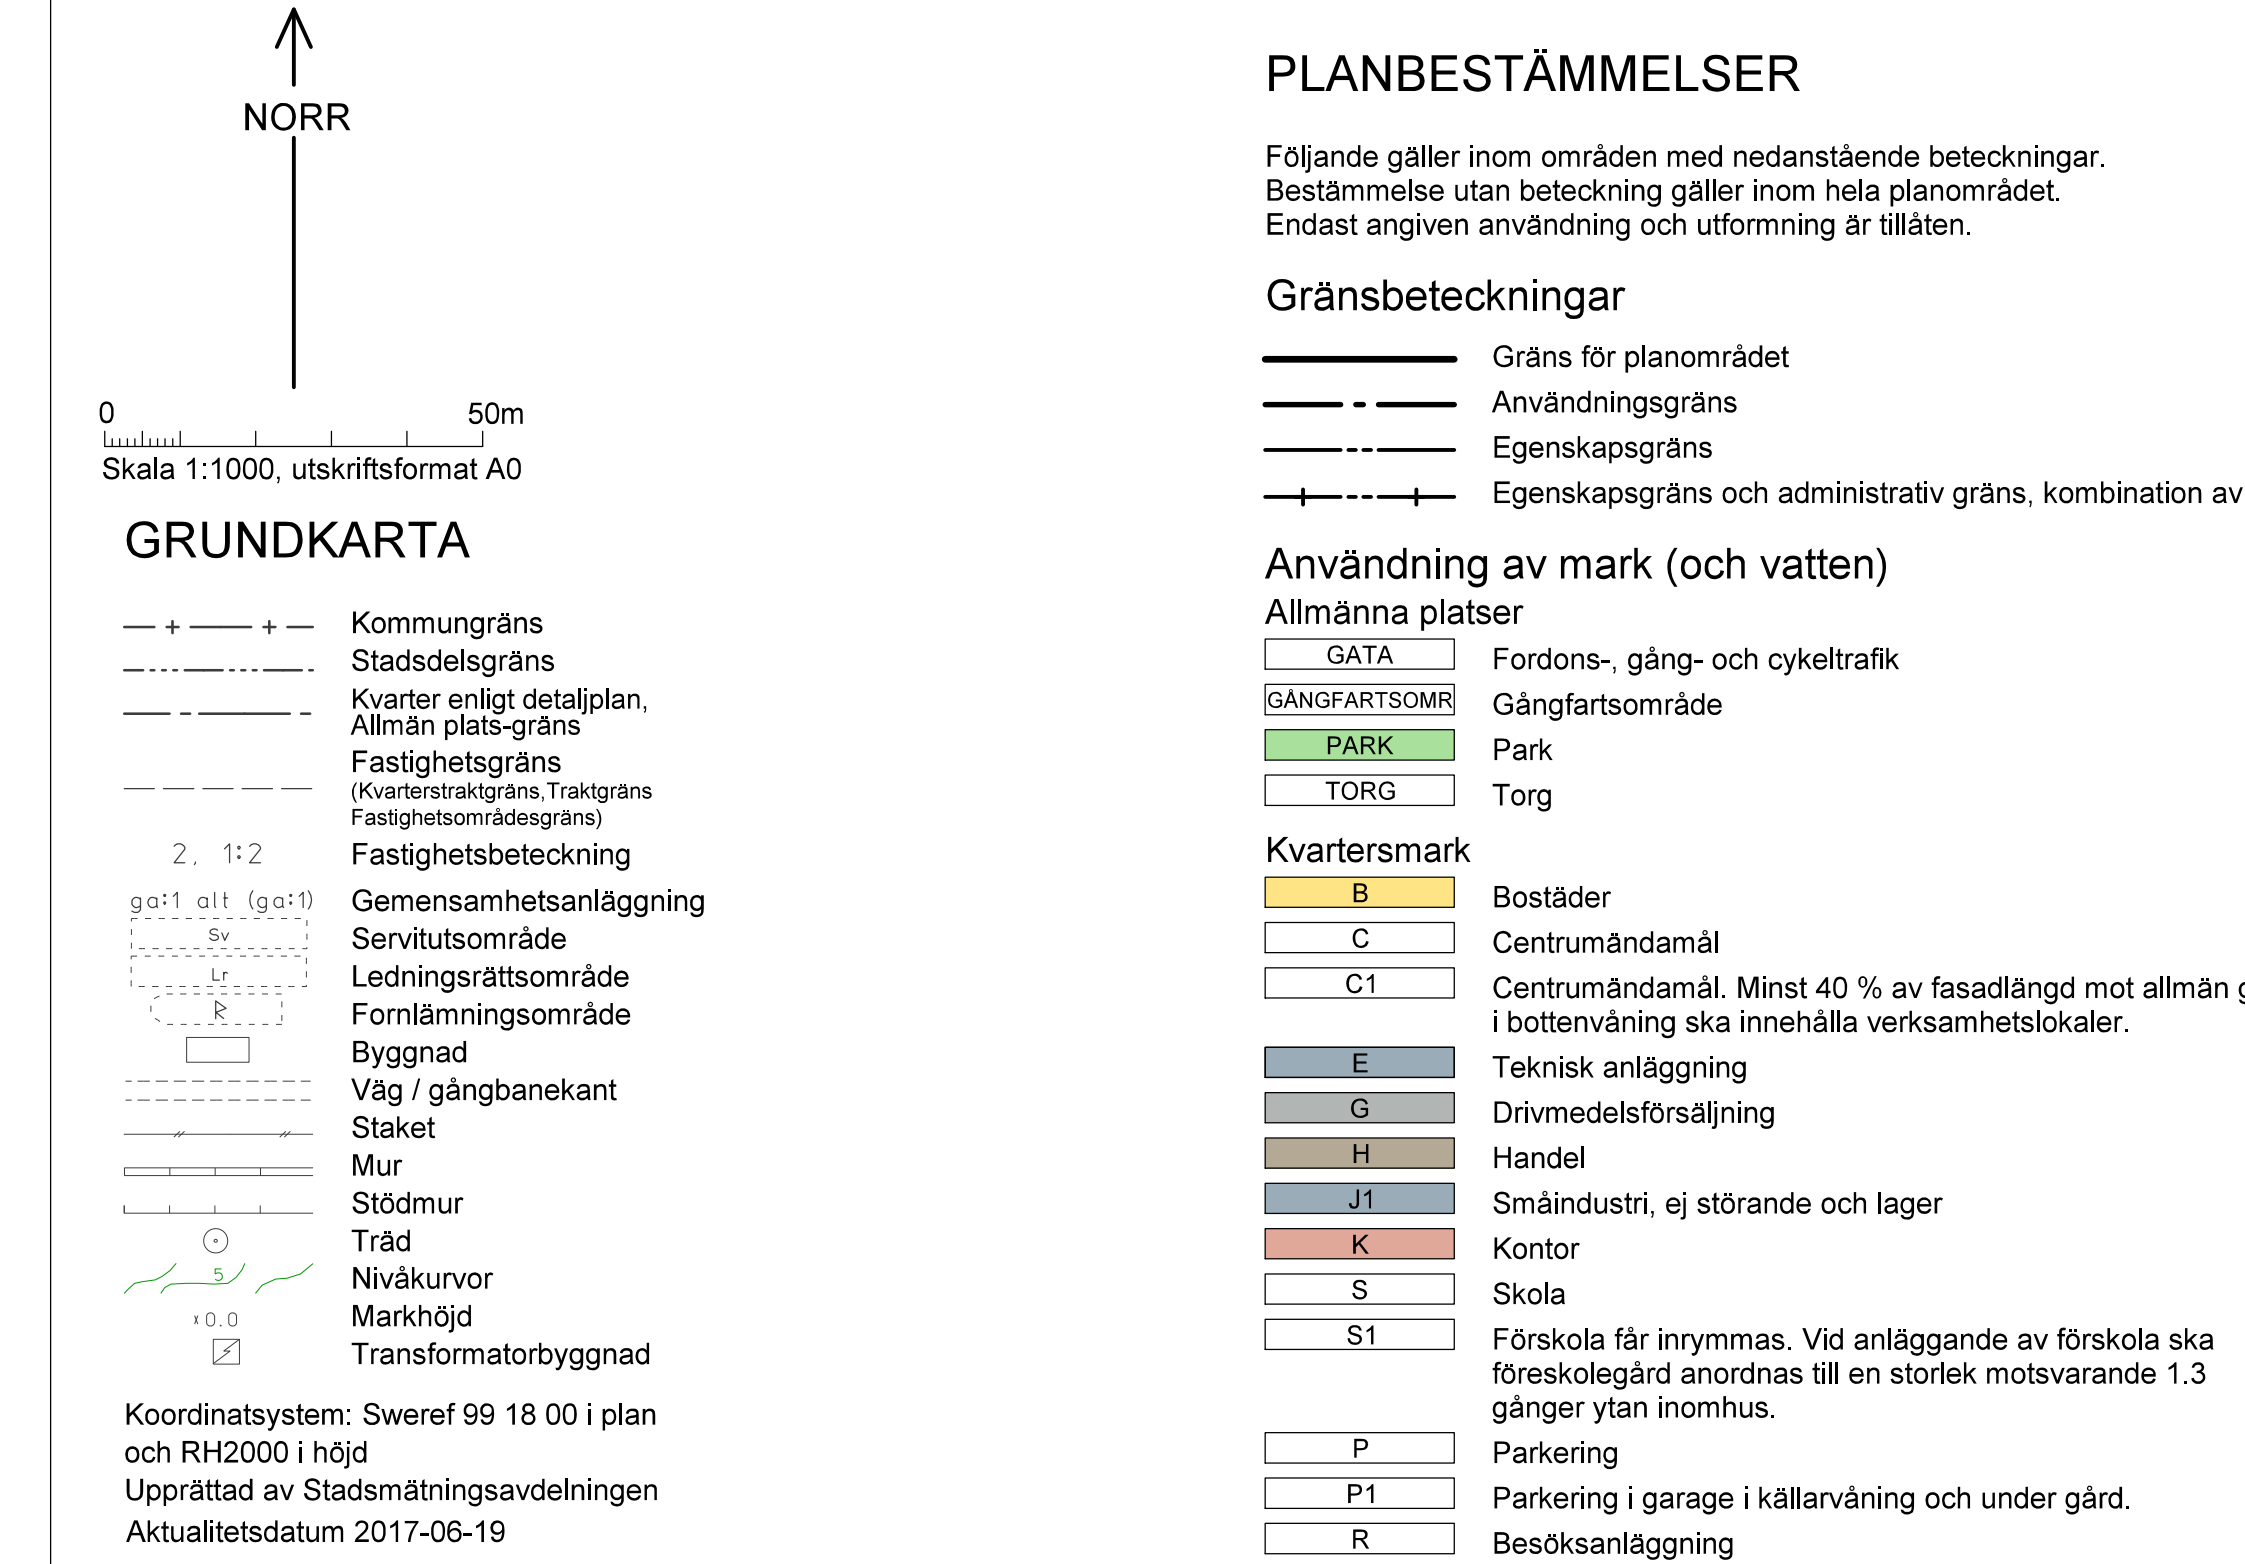 NORR
0 50m
Skala 1:1000, utskriftsformat A0
GRUNDKARTA
Kommungräns
Stadsdelsgräns
Kvarter enligt detaljplan,
Allmän plats-gräns
Fastighetsgräns
(Kvarterstraktgräns,Traktgräns
Fastighetsområdesgräns)
2, 1:2 Fastighetsbeteckning
ga:1 alt (ga:1) Gemensamhetsanläggning
Sv Servitutsområde
Lr Ledningsrättsområde
R Fornlämningsområde
Byggnad
Väg / gångbanekant
Staket
Mur
Stödmur
Träd
5 Nivåkurvor
x0.0 Markhöjd
Transformatorbyggnad
Koordinatsystem: Sweref 99 18 00 i plan
och RH2000 i höjd
Upprättad av Stadsmätningsavdelningen
Aktualitetsdatum 2017-06-19
PLANBESTÄMMELSER
Följande gäller inom områden med nedanstående beteckningar.
Bestämmelse utan beteckning gäller inom hela planområdet.
Endast angiven användning och utformning är tillåten.
Gränsbeteckningar
Gräns för planområdet
Användningsgräns
Egenskapsgräns
Egenskapsgräns och administrativ gräns, kombination av
Användning av mark (och vatten)
Allmänna platser
GATA Fordons-, gång- och cykeltrafik
GÅNGFARTSOMR Gångfartsområde
PARK Park
TORG Torg
Kvartersmark
B Bostäder
C Centrumändamål
C1 Centrumändamål. Minst 40 % av fasadlängd mot allmän
i bottenvåning ska innehålla verksamhetslokaler.
E Teknisk anläggning
G Drivmedelsförsäljning
H Handel
J1 Småindustri, ej störande och lager
K Kontor
S Skola
S1 Förskola får inrymmas. Vid anläggande av förskola ska
föreskolegård anordnas till en storlek motsvarande 1.3
gånger ytan inomhus.
P Parkering
P1 Parkering i garage i källarvåning och under gård.
R Besöksanläggning